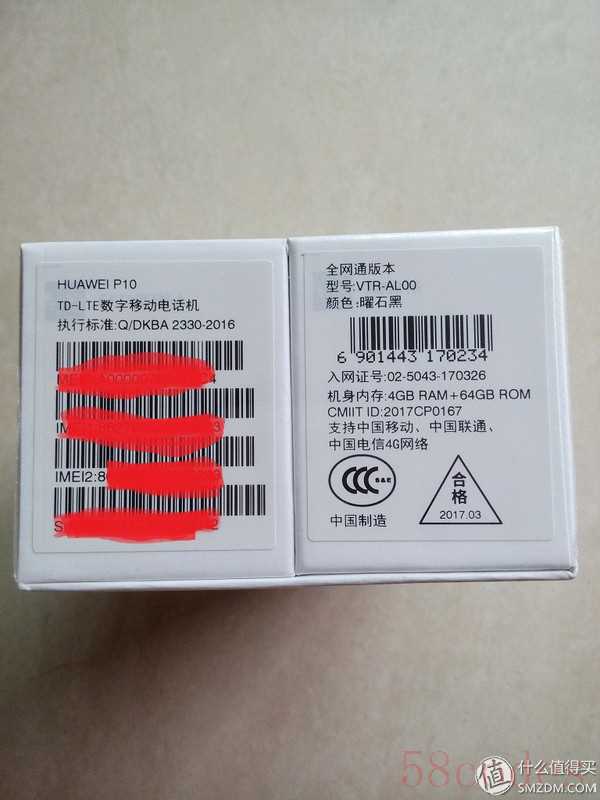 HUAWEI P10
TD-LTE数字移动电话机
执行标准:Q/DKBA 2330-2016
IMEI2:8
全网通版本
型号:VTR-AL00
颜色:曜石黑
6 901443 170234
入网证号:02-5043-170326
机身内存:4GB RAM+64GB ROM
CMIIT ID:2017CP0167
支持中国移动、中国联通、
中国电信4G网络
CCC S&E
中国制造
合格
2017.03
值 什么值得买
SMZDM.COM